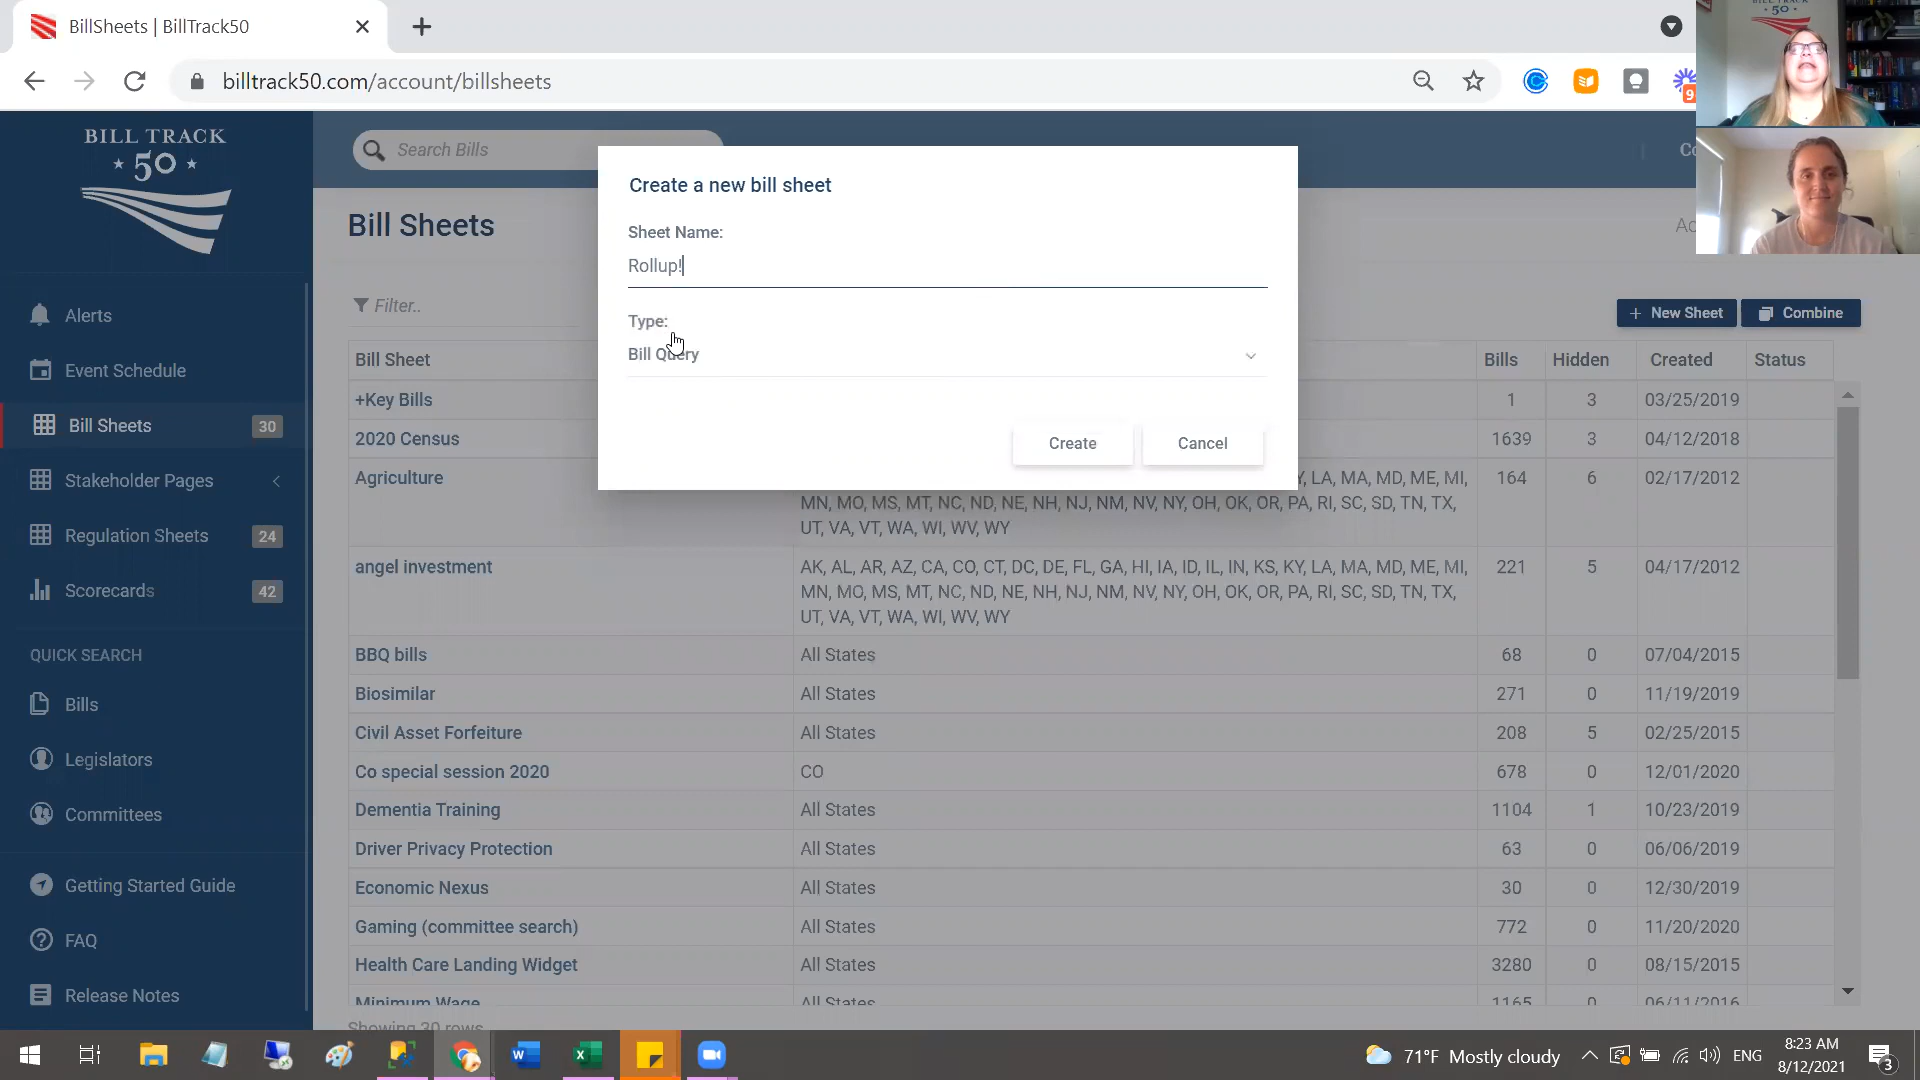 BillSheets | BillTrack50
billtrack50.com/account/billsheets
BILL TRACK
50
Search Bills
Create a new bill sheet
Sheet Name:
Rollup!
Type:
Bill Query
Create
Cancel
Bill Sheets
Filter..
New Sheet
Combine
Alerts
Event Schedule
Bill Sheets 30
Stakeholder Pages
Regulation Sheets 24
Scorecards 42
QUICK SEARCH
Bills
Legislators
Committees
Getting Started Guide
FAQ
Release Notes
Bill Sheet Bills Hidden Created Status
+Key Bills 1 3 03/25/2019
2020 Census 1639 3 04/12/2018
Agriculture Y, LA, MA, MD, ME, MI, 164 6 02/17/2012
MN, MO, MS, MT, NC, ND, NE, NH, NJ, NM, NV, NY, OH, OK, OR, PA, RI, SC, SD, TN, TX,
UT, VA, VT, WA, WI, WV, WY
angel investment AK, AL, AR, AZ, CA, CO, CT, DC, DE, FL, GA, HI, IA, ID, IL, IN, KS, KY, LA, MA, MD, ME, MI, 221 5 04/17/2012
MN, MO, MS, MT, NC, ND, NE, NH, NJ, NM, NV, NY, OH, OK, OR, PA, RI, SC, SD, TN, TX,
UT, VA, VT, WA, WI, WV, WY
BBQ bills All States 68 0 07/04/2015
Biosimilar All States 271 0 11/19/2019
Civil Asset Forfeiture All States 208 5 02/25/2015
Co special session 2020 CO 678 0 12/01/2020
Dementia Training All States 1104 1 10/23/2019
Driver Privacy Protection All States 63 0 06/06/2019
Economic Nexus All States 30 0 12/30/2019
Gaming (committee search) All States 772 0 11/20/2020
Health Care Landing Widget All States 3280 0 08/15/2015
Minimum Wage All States 1165 0 06/11/2016
Showing 30 rows
71°F Mostly cloudy
ENG
8:23 AM
8/12/2021
3